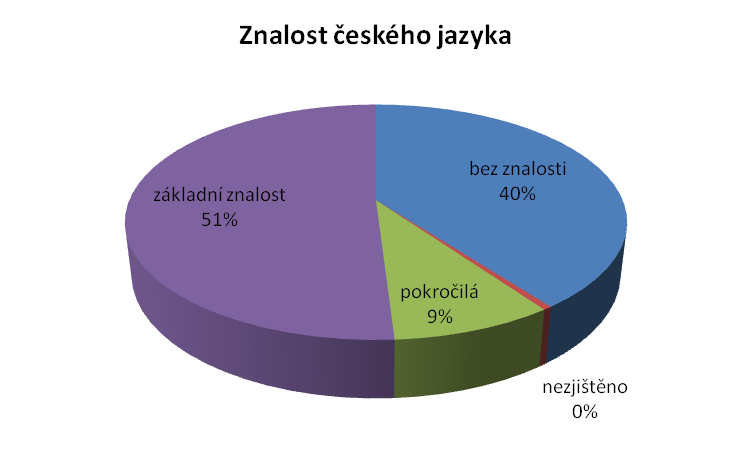 Znalost českého jazyka
bez znalosti
40%
základní znalost
51%
pokročilá
9%
nezjištěno
0%